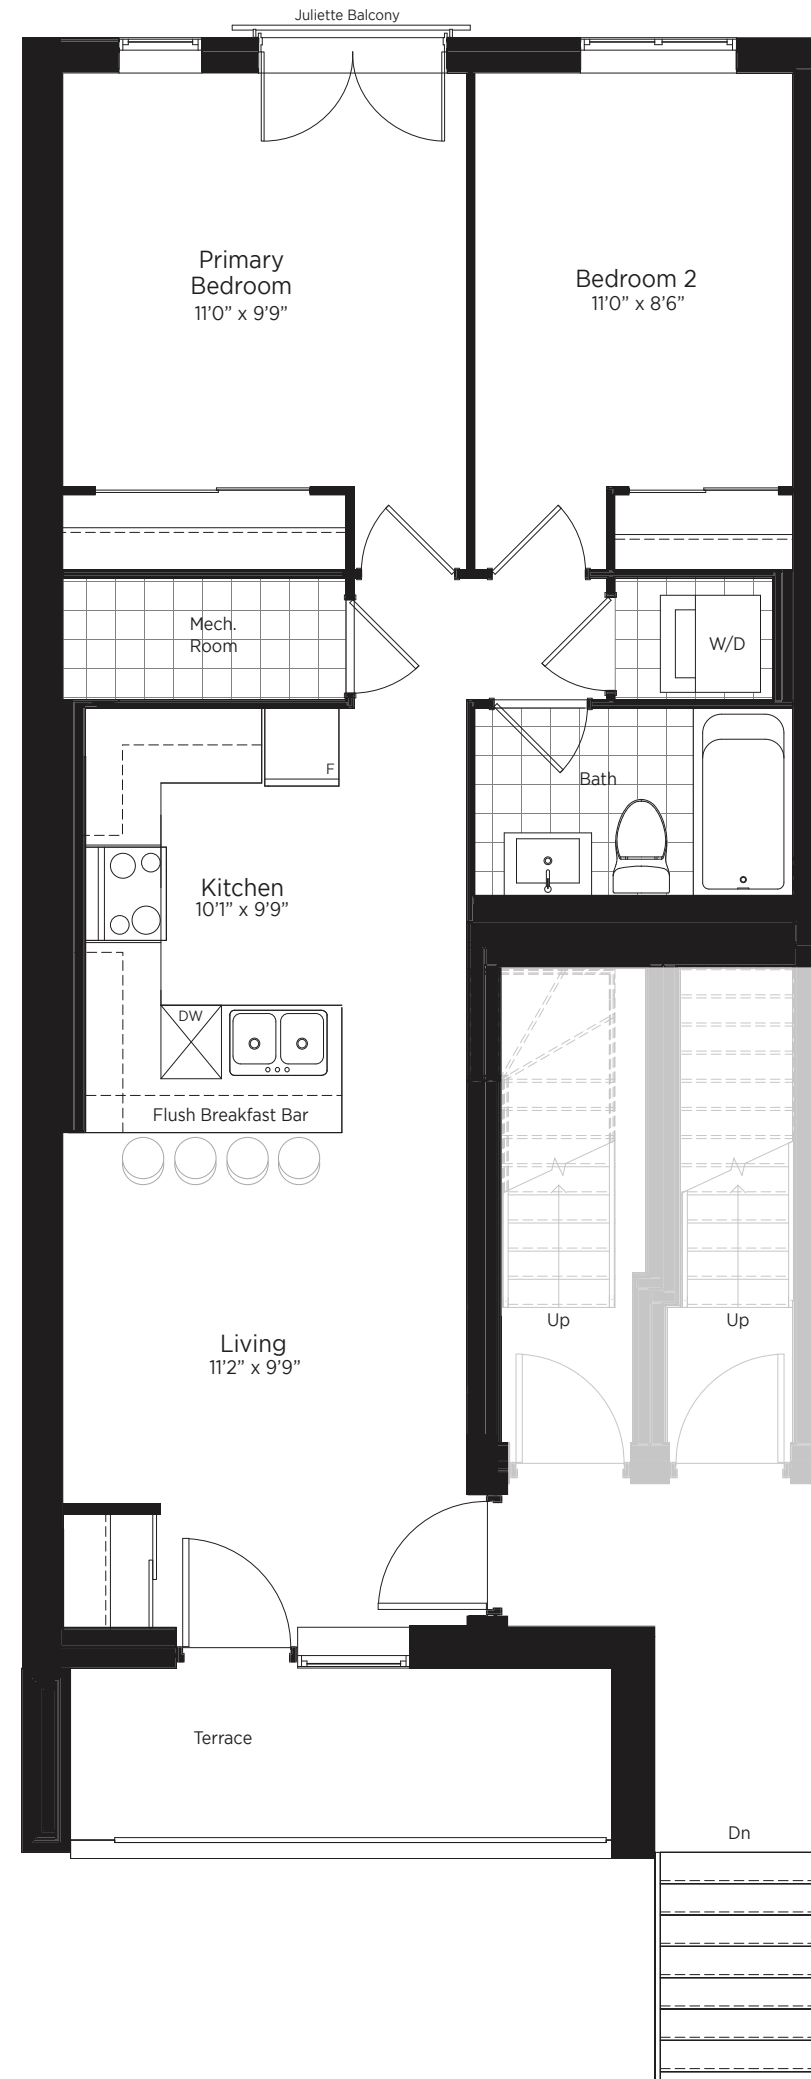 Juliette Balcony
Primary
Bedroom
11'0" x 9'9"
Bedroom 2
11'0" x 8'6"
Mech.
Room
W/D
F
Bath
Kitchen
10'1" x 9'9"
DW
Flush Breakfast Bar
Living
11'2" x 9'9"
Up
Up
Terrace
Dn